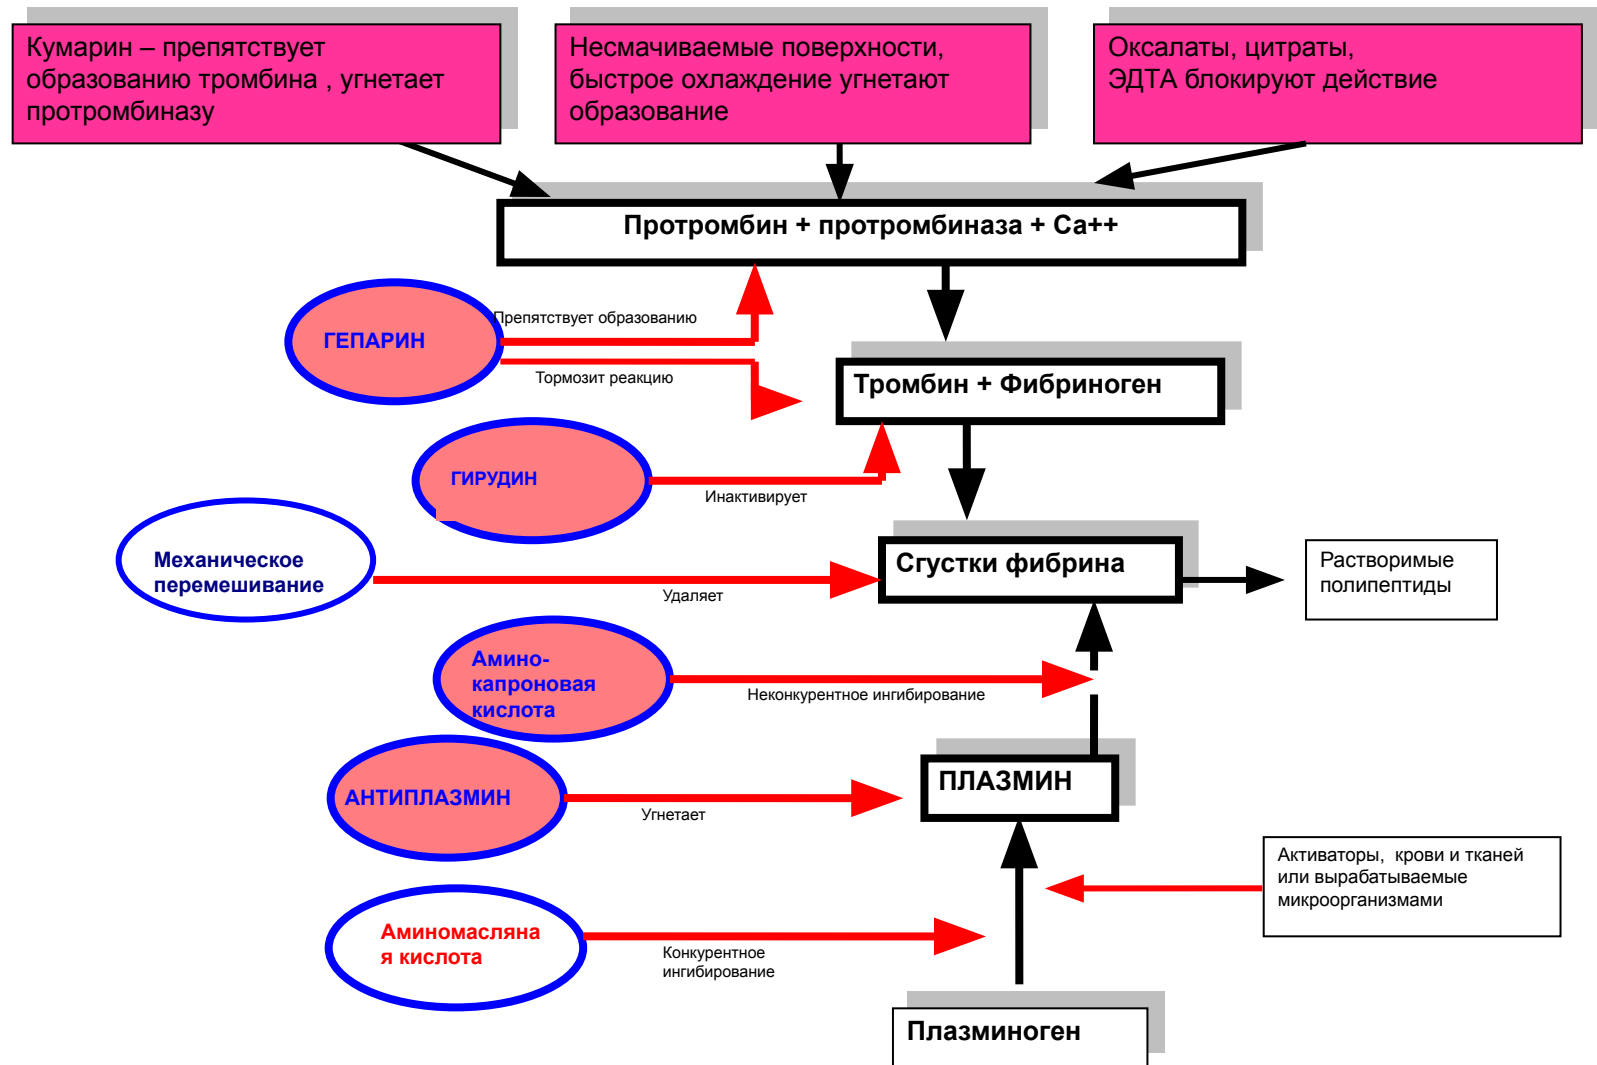 Кумарин – препятствует
образованию тромбина , угнетает
протромбиназу
Несмачиваемые поверхности,
быстрое охлаждение угнетают
образование
Оксалаты, цитраты,
ЭДТА блокируют действие
Протромбин + протромбиназа + Са++
Препятствует образованию
ГЕПАРИН
Тормозит реакцию
Тромбин + Фибриноген
ГИРУДИН
Инактивирует
Механическое
перемешивание
Удаляет
Сгустки фибрина
Растворимые
полипептиды
Амино-
капроновая
кислота
Неконкурентное ингибирование
АНТИПЛАЗМИН
Угнетает
ПЛАЗМИН
Активаторы,  крови и тканей
или вырабатываемые
микроорганизмами
Аминомасляна
я кислота
Конкурентное
ингибирование
Плазминоген